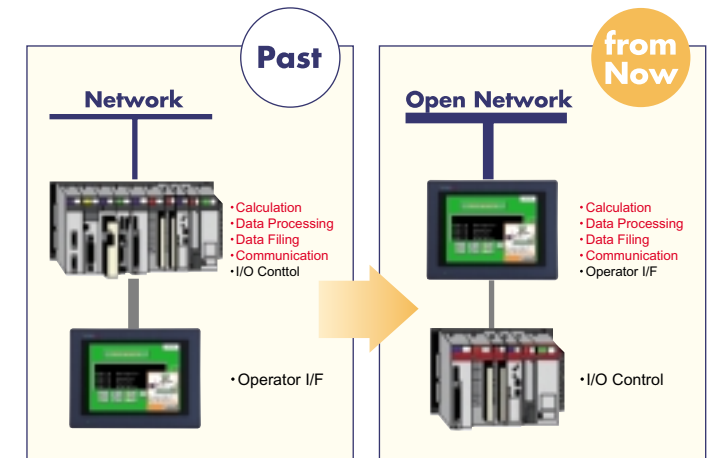 Past
Network
・Calculation
・Data Processing
・Data Filing
・Communication
・I/O Conttol
・Operator I/F
from
Now
Open Network
・Calculation
・Data Processing
・Data Filing
・Communication
・Operator I/F
・I/O Control